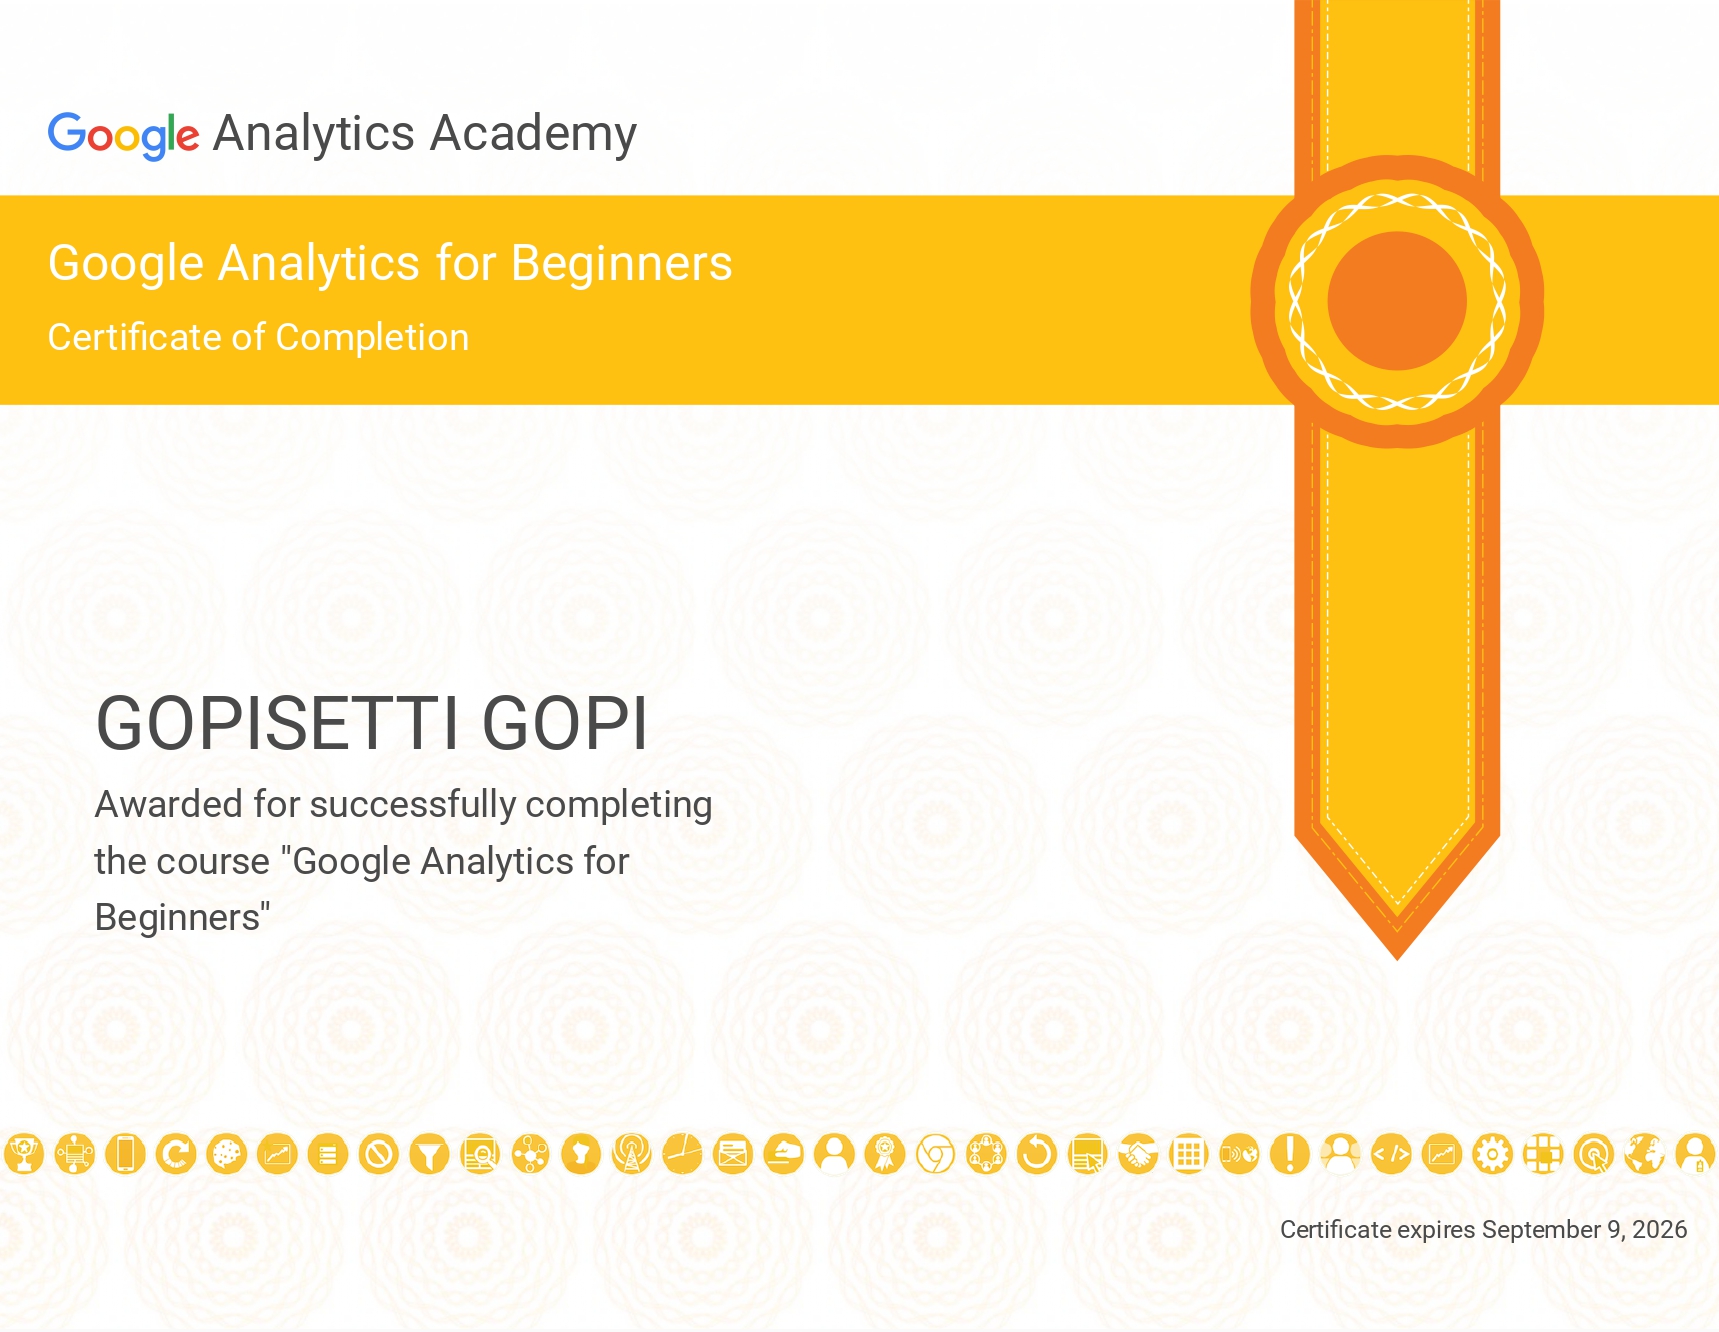 Google Analytics Academy
Google Analytics for Beginners
Certificate of Completion
GOPISETTI GOPI
Awarded for successfully completing
the course "Google Analytics for
Beginners"
Certificate expires September 9, 2026